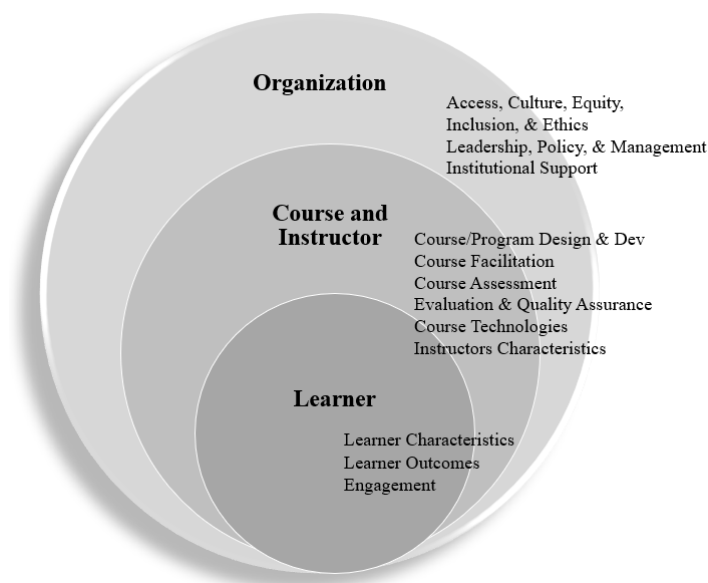 Organization
Access, Culture, Equity,
Inclusion, & Ethics
Leadership, Policy, & Management
Institutional Support
Course and
Instructor
Course/Program Design & Dev
Course Facilitation
Course Assessment
Evaluation & Quality Assurance
Course Technologies
Instructors Characteristics
Learner
Learner Characteristics
Learner Outcomes
Engagement